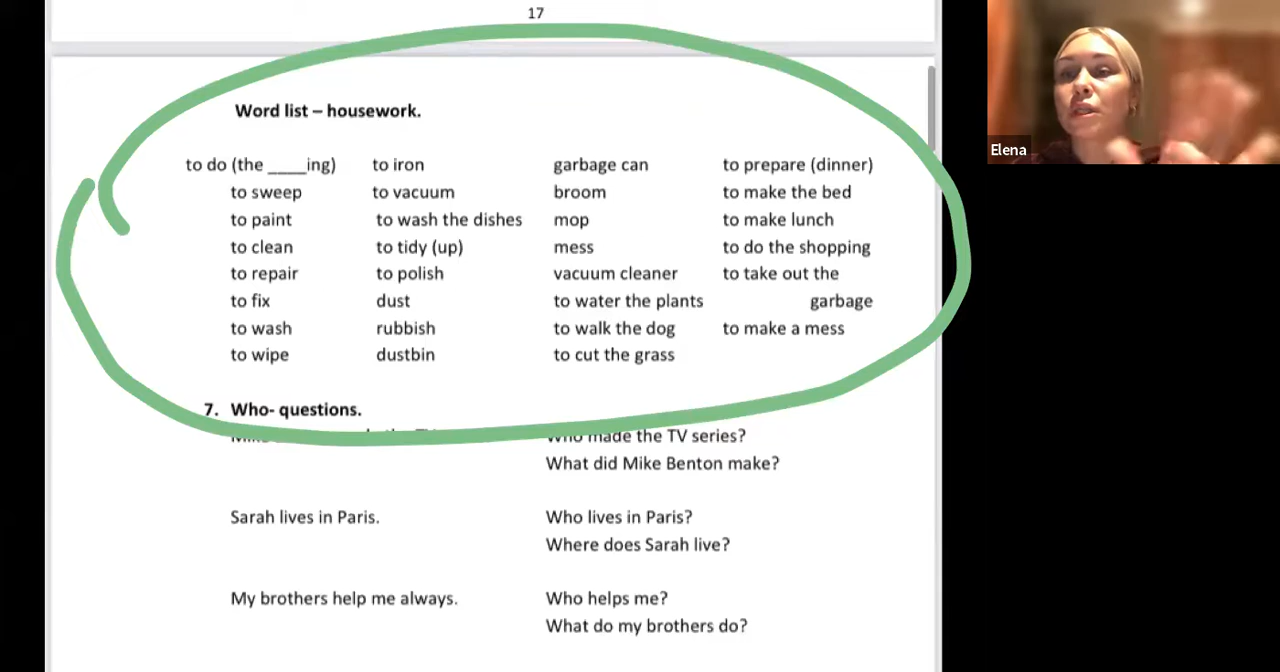 17
Word list – housework.
to do (the ____ing) to iron garbage can to prepare (dinner)
to sweep to vacuum broom to make the bed
to paint to wash the dishes mop to make lunch
to clean to tidy (up) mess to do the shopping
to repair to polish vacuum cleaner to take out the
to fix dust to water the plants garbage
to wash rubbish to walk the dog to make a mess
to wipe dustbin to cut the grass
7. Who- questions.
Who made the TV series?
What did Mike Benton make?
Sarah lives in Paris. Who lives in Paris?
Where does Sarah live?
My brothers help me always. Who helps me?
What do my brothers do?
Elena